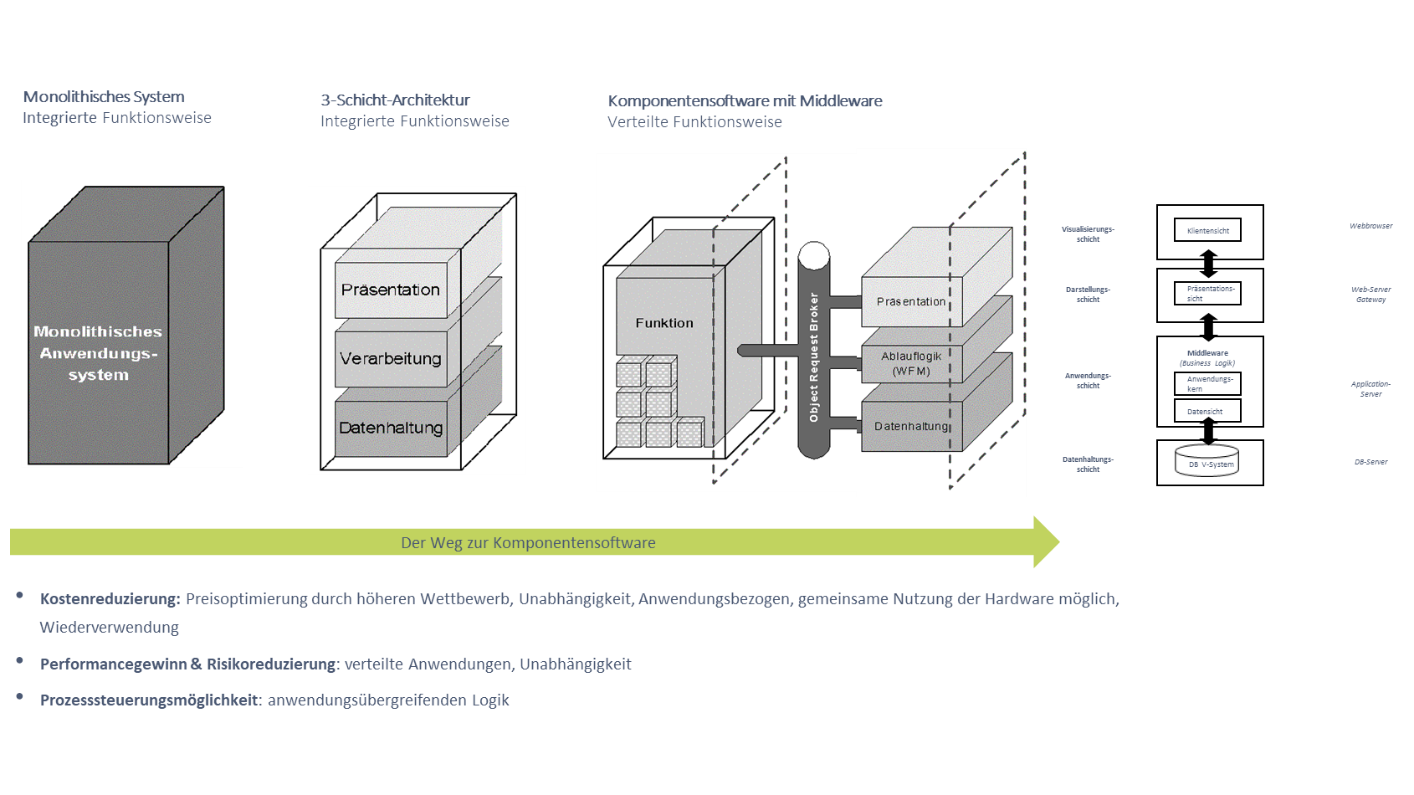 Monolithisches System
Integrierte Funktionsweise
3-Schicht-Architektur
Integrierte Funktionsweise
Komponentensoftware mit Middleware
Verteilte Funktionsweise
Monolithisches
Anwendungs-
system
Präsentation
Verarbeitung
Datenhaltung
Funktion
Object Request Broker
Präsentation
Ablauflogik
(WFM)
Datenhaltung
Visualisierungs-
schicht
Klientensicht
Webbrowser
Darstellungs-
schicht
Präsentations-
sicht
Web-Server
Gateway
Anwendungs-
schicht
Middleware
(Business Logik)
Anwendungs-
kern
Datensicht
Application-
Server
Datenhaltungs-
schicht
DB V-System
DB-Server
Der Weg zur Komponentensoftware
• Kostenreduzierung: Preisoptimierung durch höheren Wettbewerb, Unabhängigkeit, Anwendungsbezogen, gemeinsame Nutzung der Hardware möglich,
Wiederverwendung
• Performancegewinn & Risikoreduzierung: verteilte Anwendungen, Unabhängigkeit
• Prozesssteuerungsmöglichkeit: anwendungsübergreifenden Logik